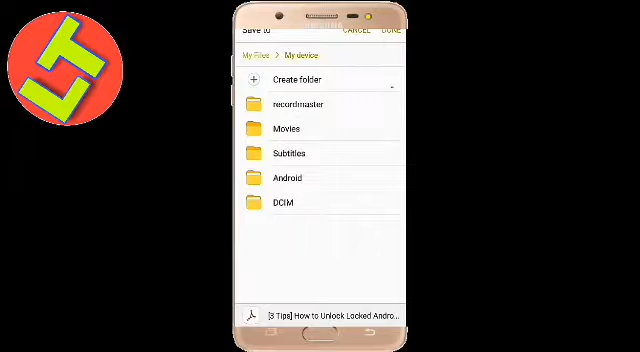 Save to CANCEL DONE
My Files > My device
Create folder
recordmaster
Movies
Subtitles
Android
DCIM
[3 Tips] How to Unlock Locked Andro...